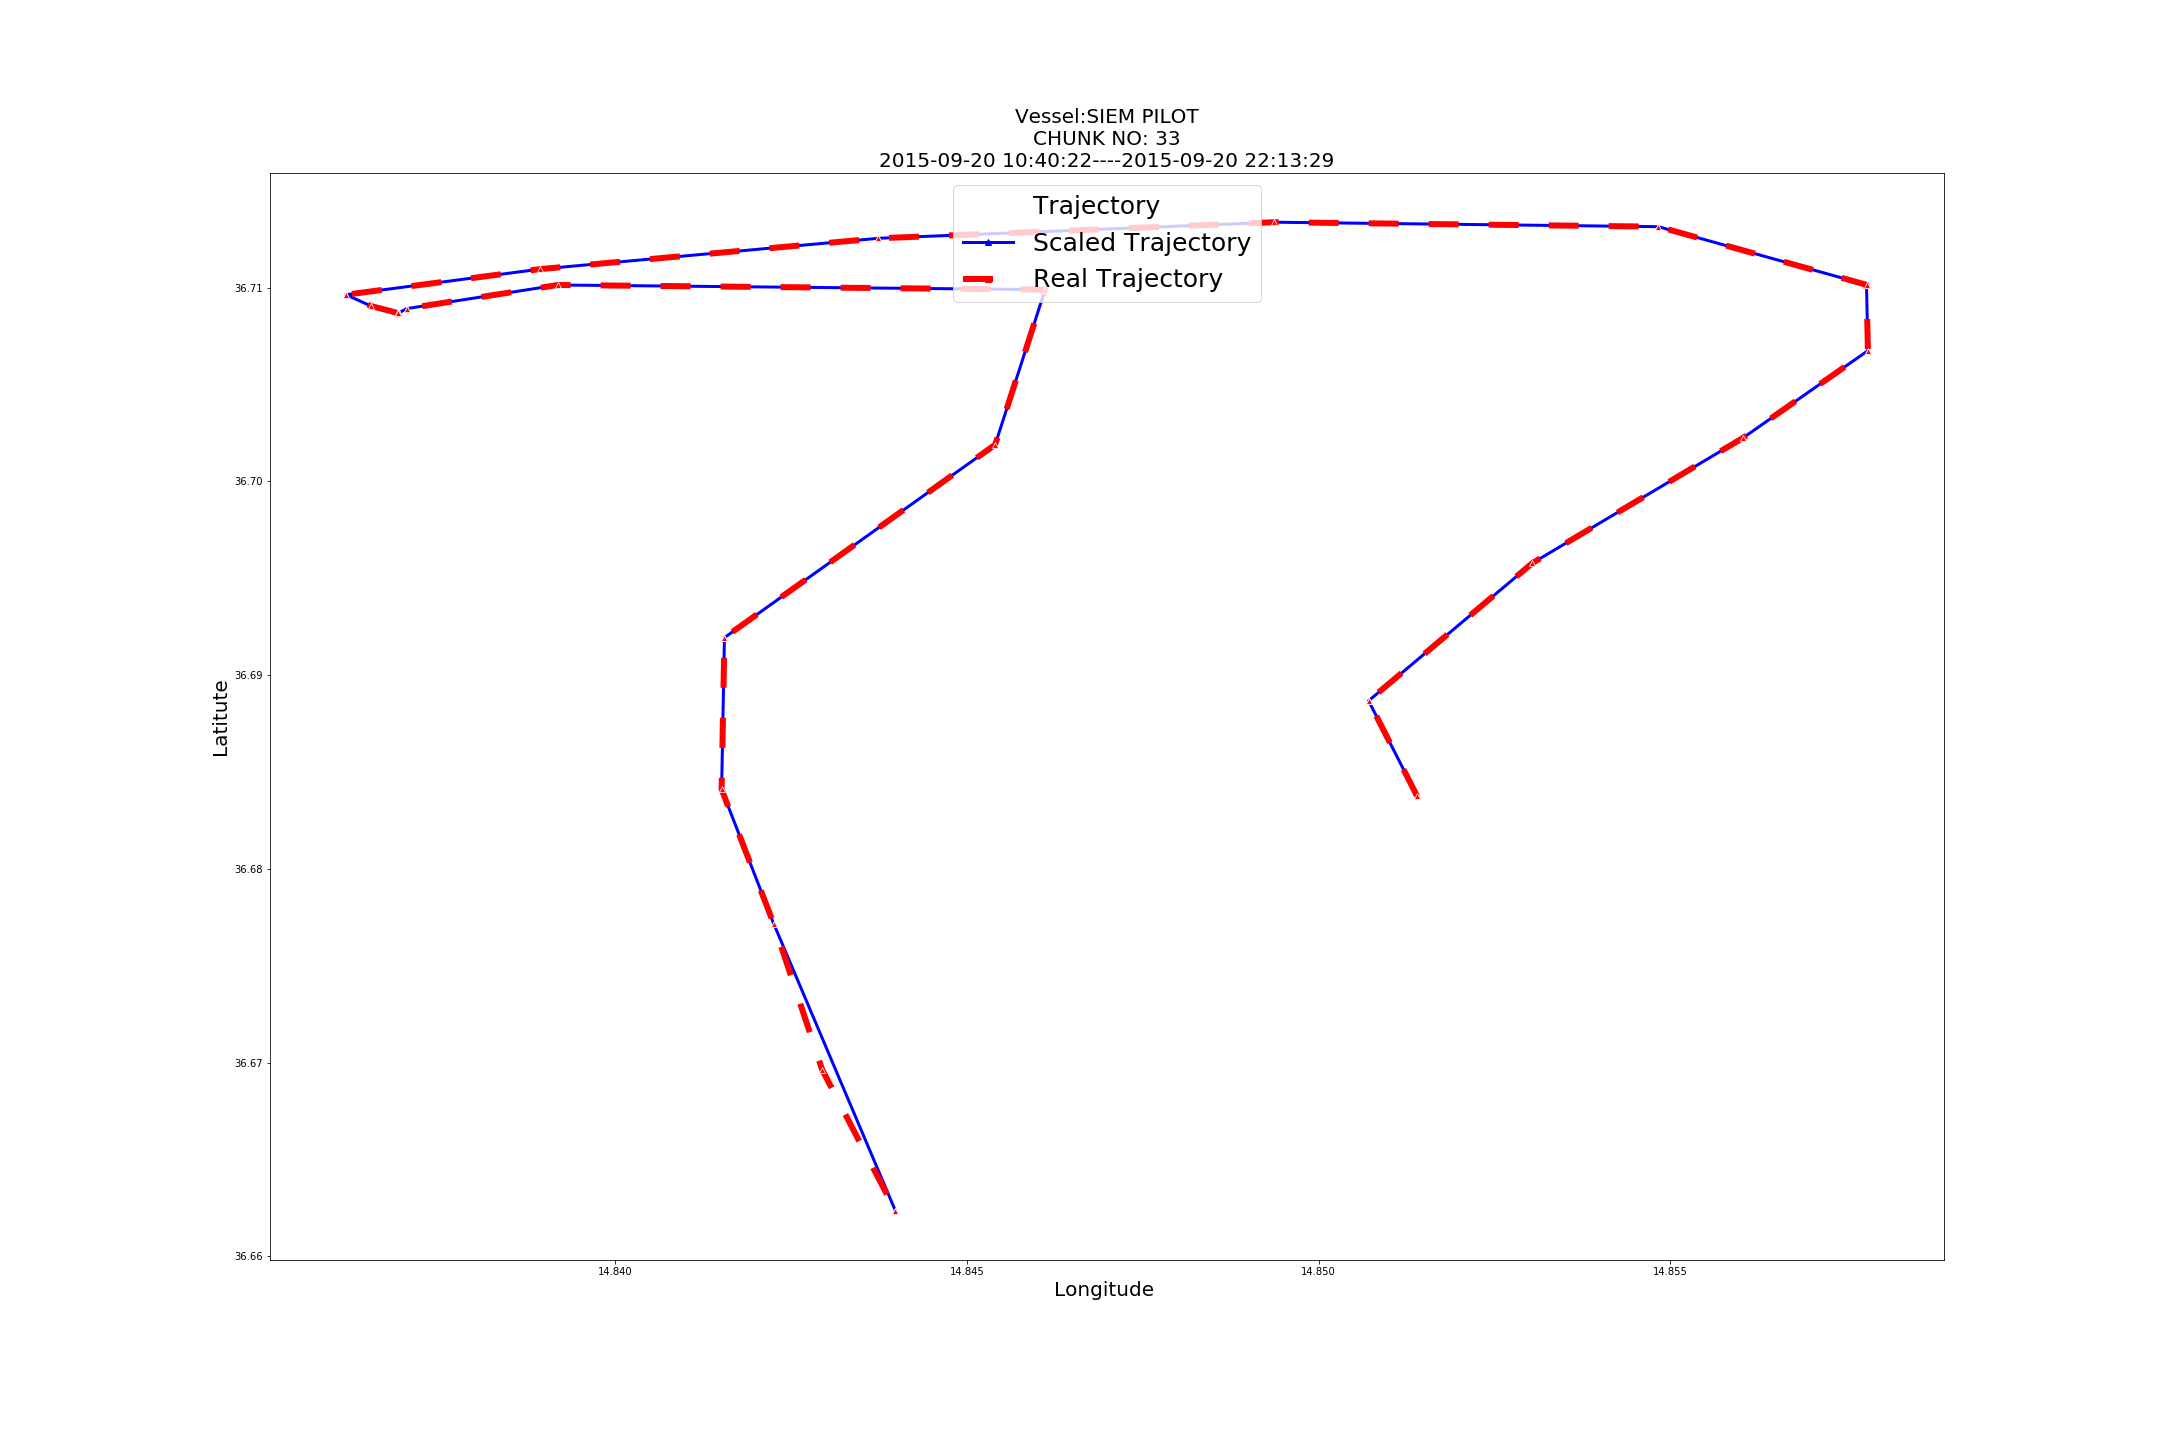 Vessel:SIEM PILOT
CHUNK NO: 33
2015-09-20 10:40:22----2015-09-20 22:13:29
Trajectory
Scaled Trajectory
Real Trajectory
36.71
36.70
36.69
36.68
36.67
36.66
Latitute
14.840
14.845
14.850
14.855
Longitude